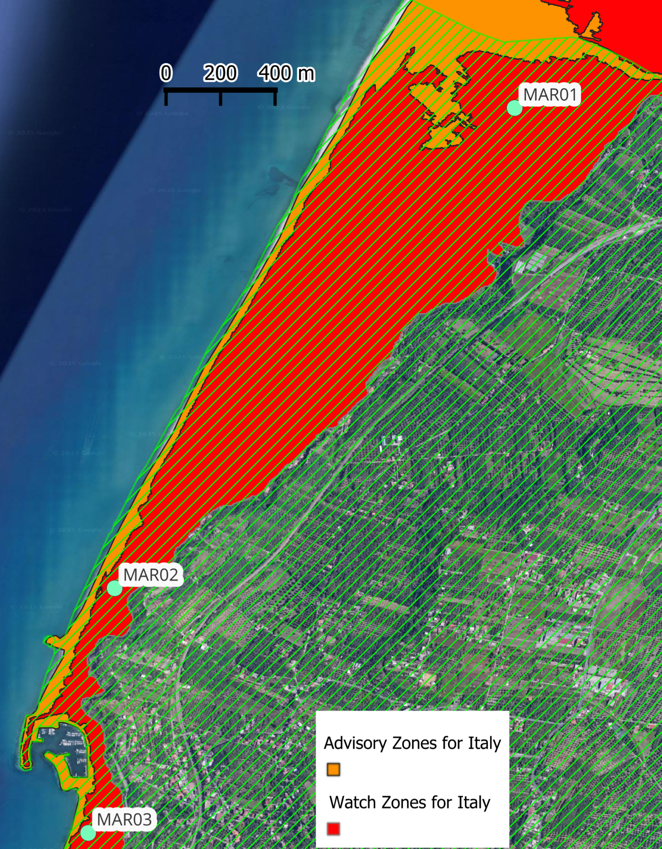 0 200 400 m
MAR01
MAR02
MAR03
Advisory Zones for Italy
Watch Zones for Italy